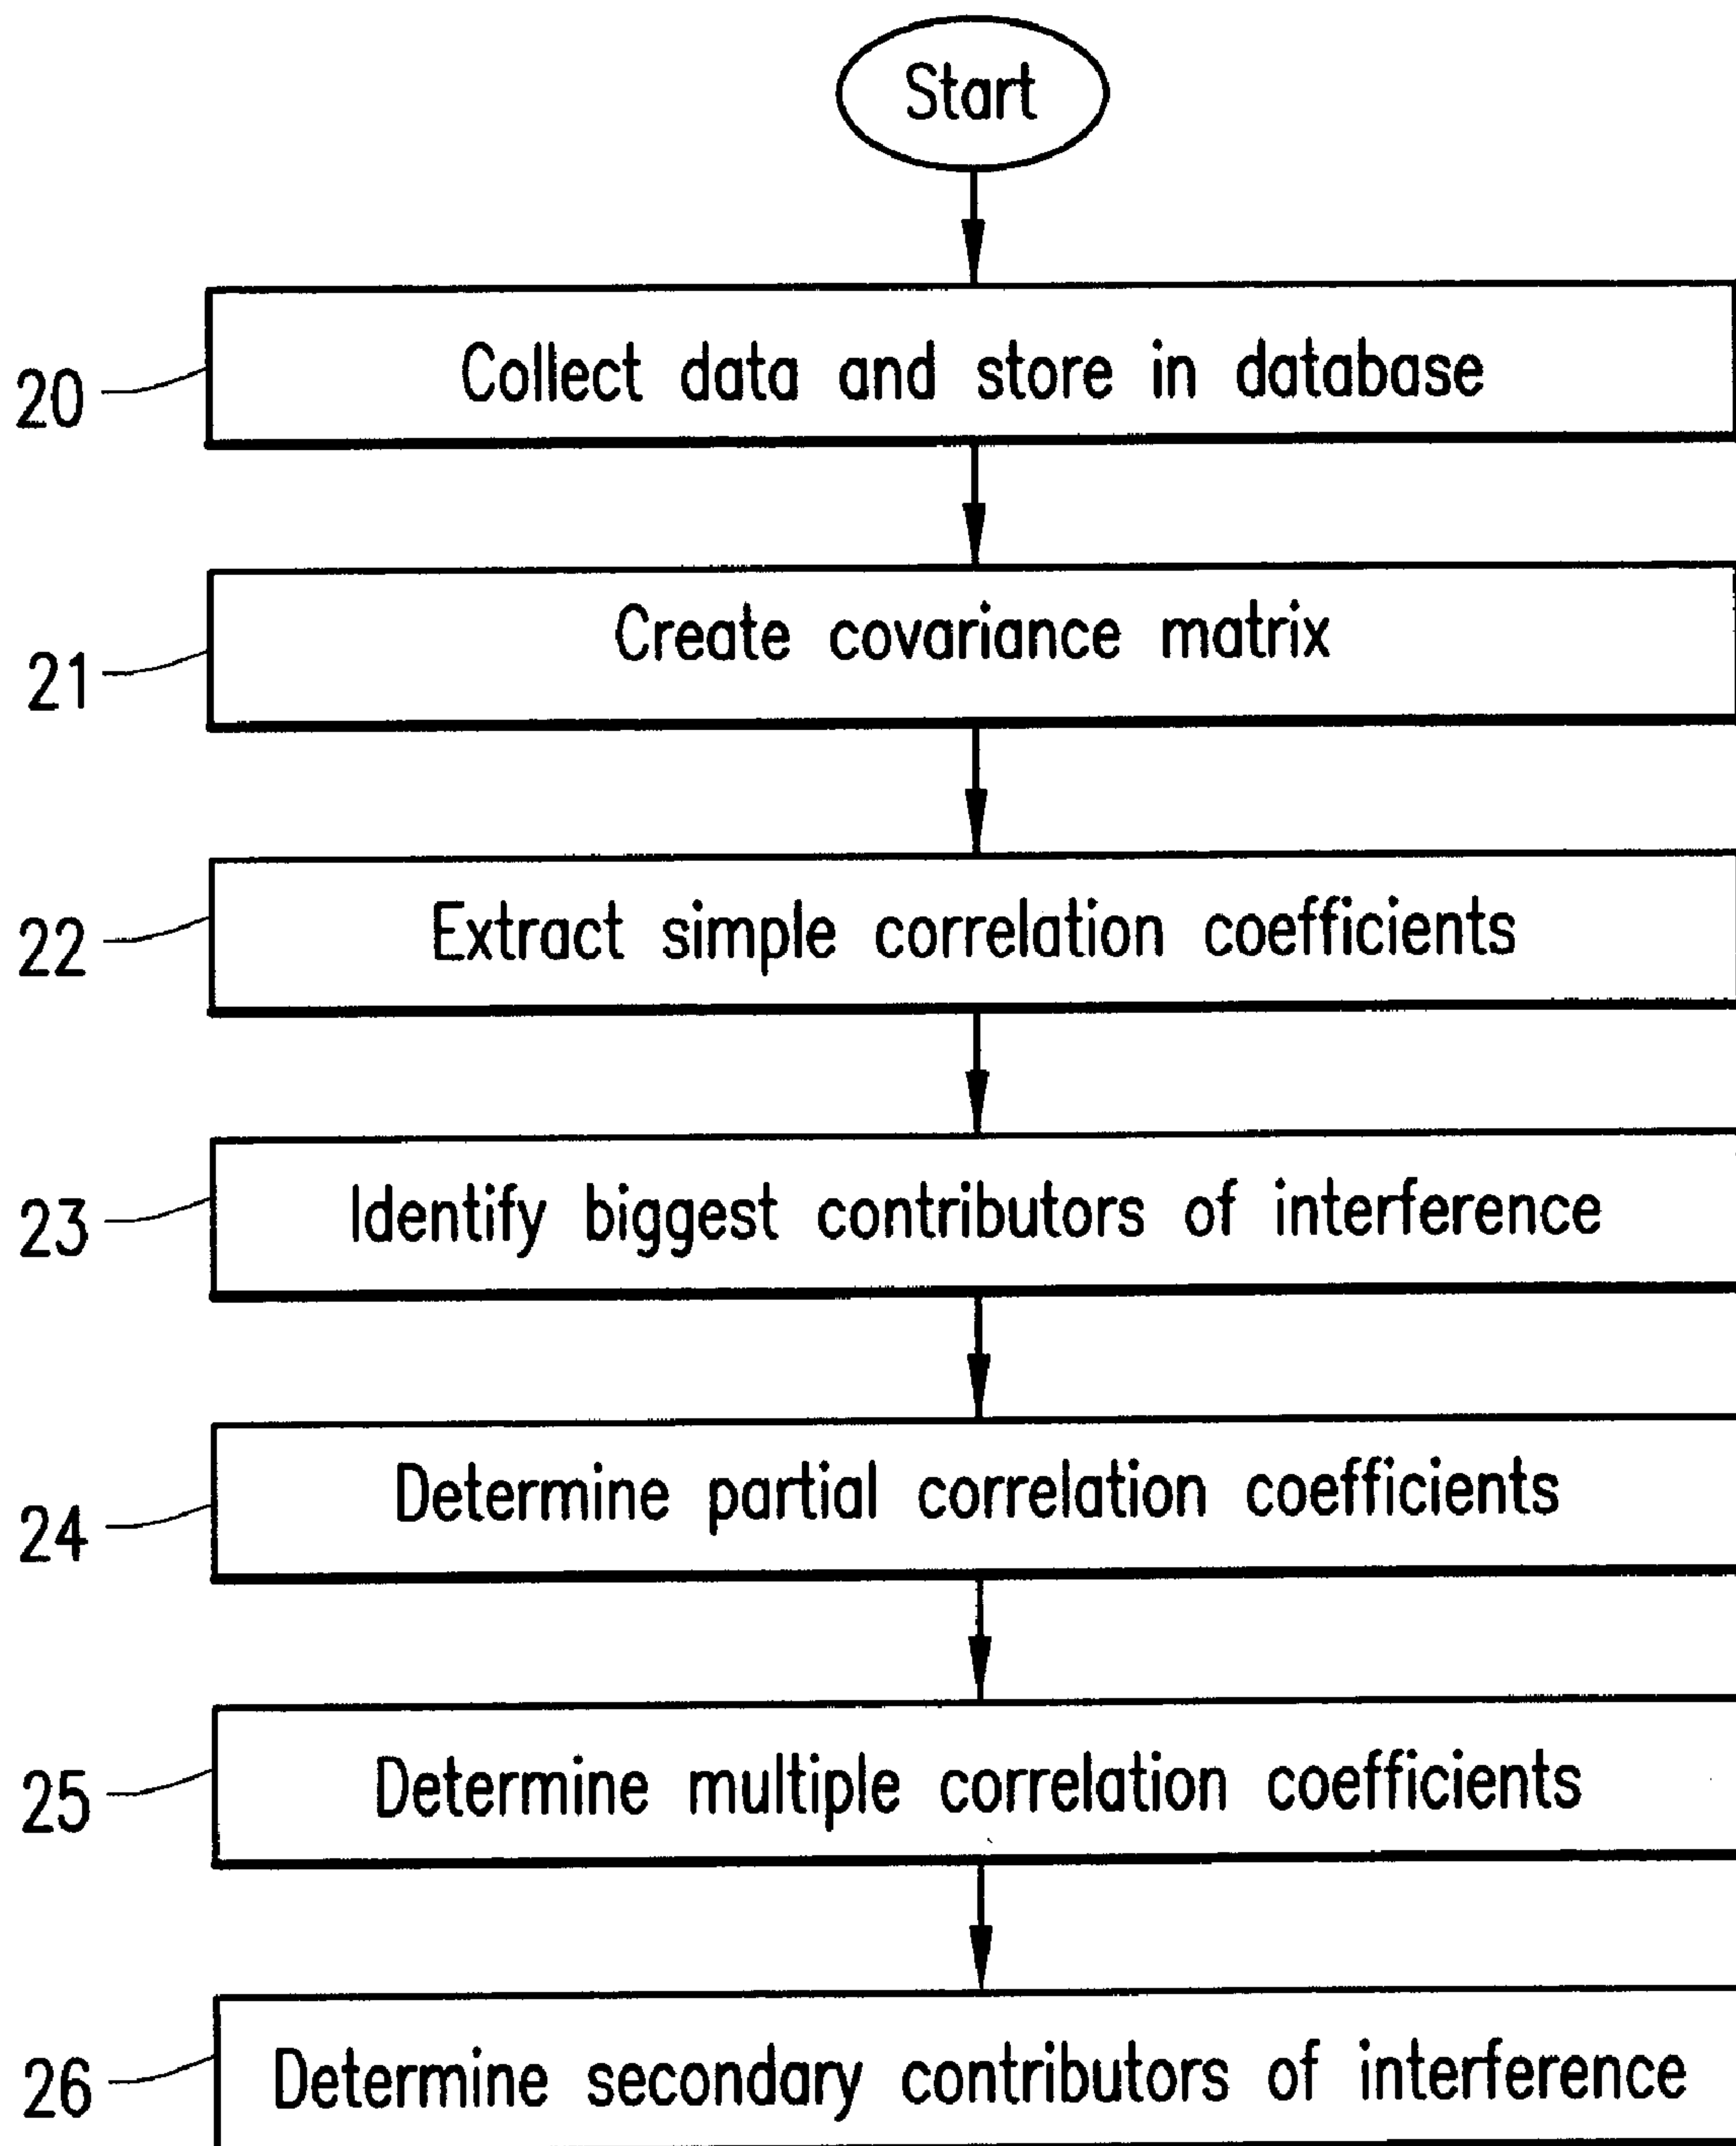 Start
20 Collect data and store in database
21 Create covariance matrix
22 Extract simple correlation coefficients
23 Identify biggest contributors of interference
24 Determine partial correlation coefficients
25 Determine multiple correlation coefficients
26 Determine secondary contributors of interference